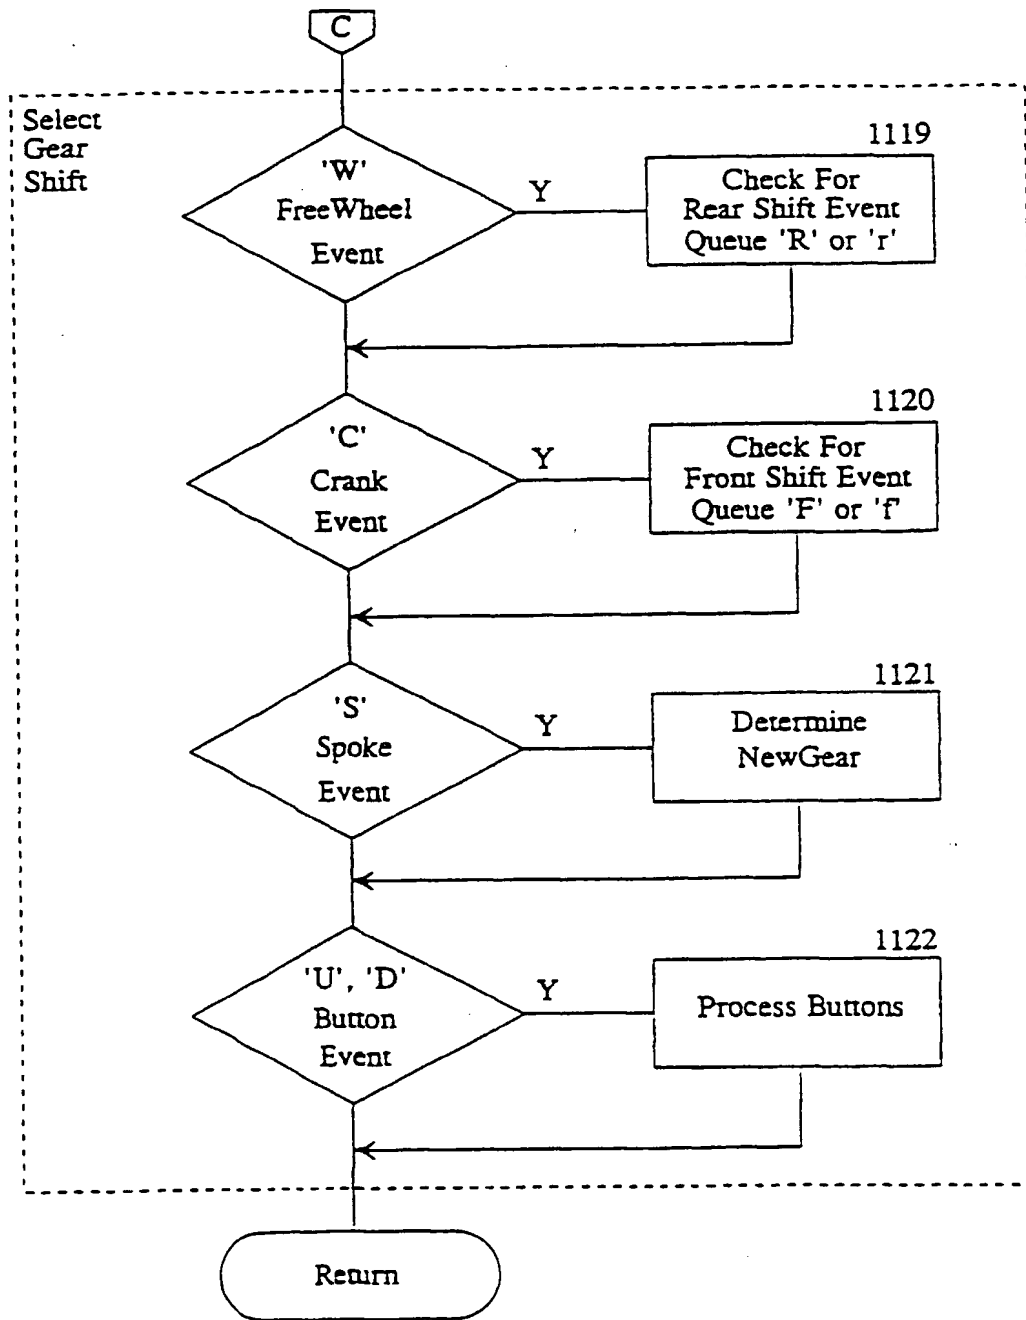 C
Select
Gear
Shift
'W'
FreeWheel
Event
Y
1119
Check For
Rear Shift Event
Queue 'R' or 'r'
'C'
Crank
Event
Y
1120
Check For
Front Shift Event
Queue 'F' or 'f'
'S'
Spoke
Event
Y
1121
Determine
NewGear
'U', 'D'
Button
Event
Y
1122
Process Buttons
Return